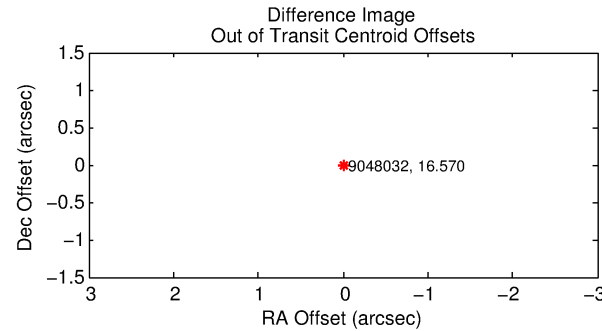 Difference Image
Out of Transit Centroid Offsets
Dec Offset (arcsec)
1.5
1
0.5
0
−0.5
−1
−1.5
9048032, 16.570
3 2 1 0 −1 −2 −3
RA Offset (arcsec)